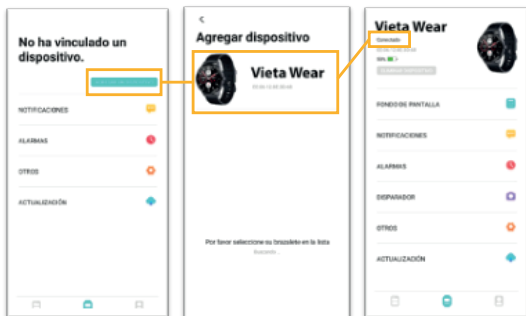 No ha vinculado un
dispositivo.
NOTIFICACIONES
ALARMAS
OTROS
ACTUALIZACIÓN
Agregar dispositivo
Vieta Wear
Por favor seleccione su brazalete en la lista
buscando...
Vieta Wear
Conectado
FONDO DE PANTALLA
NOTIFICACIONES
ALARMAS
DISPARADOR
OTROS
ACTUALIZACIÓN